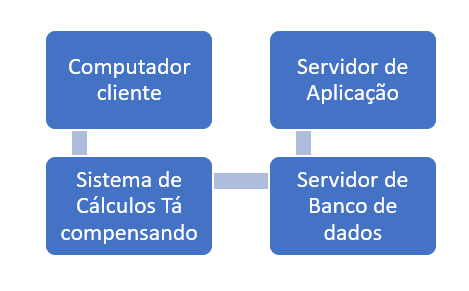 Computador
cliente
Sistema de
Cálculos Tá
compensando
Servidor de
Banco de
dados
Servidor de
Aplicação